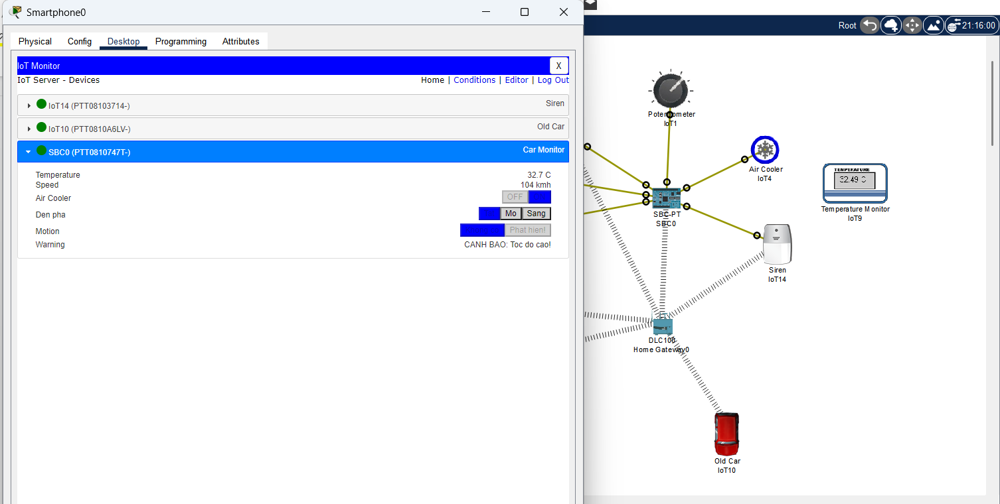 Smartphone0
Physical Config Desktop Programming Attributes
IoT Monitor X
IoT Server - Devices Home | Conditions | Editor | Log Out
IoT14 (PTT08103714-) Siren
IoT10 (PTT0810A6LV-) Old Car
SBC0 (PTT0810747T-) Car Monitor
Temperature 32.7 C
Speed 104 kmh
Air Cooler OFF
Den pha Mo Sang
Motion Phat hien!
Warning CANH BAO: Toc do cao!
Root 21:16:00
Potentiometer
IoT1
Air Cooler
IoT4
TEMPERATURE
32.49 C
Temperature Monitor
IoT9
SBC-PT
SBC0
Siren
IoT14
DLC100
Home Gateway0
Old Car
IoT10